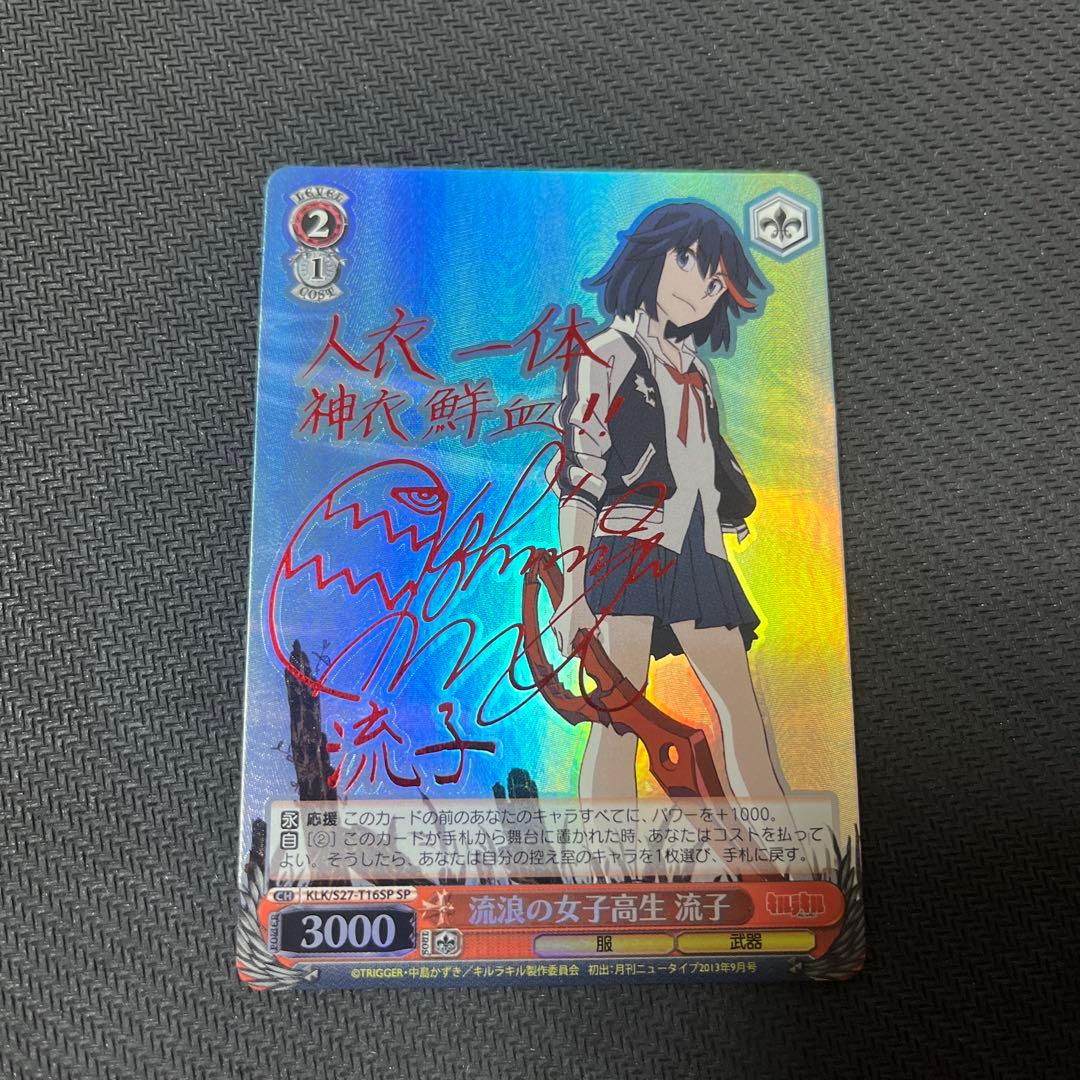 LEVEL
2
1
COST
人衣 一体
神衣 鮮血!!
流子
永 応援 このカードの前のあなたのキャラすべてに、パワーを+1000。
自 [②] このカードが手札から舞台に置かれた時、あなたはコストを払って
よい。そうしたら、あなたは自分の控え室のキャラを1枚選び、手札に戻す。
CH KLK/S27-T16SP SP
流浪の女子高生 流子
キルラキル
POWER 3000 SOUL
服 武器
©TRIGGER・中島かずき/キルラキル製作委員会 初出:月刊ニュータイプ2013年9月号